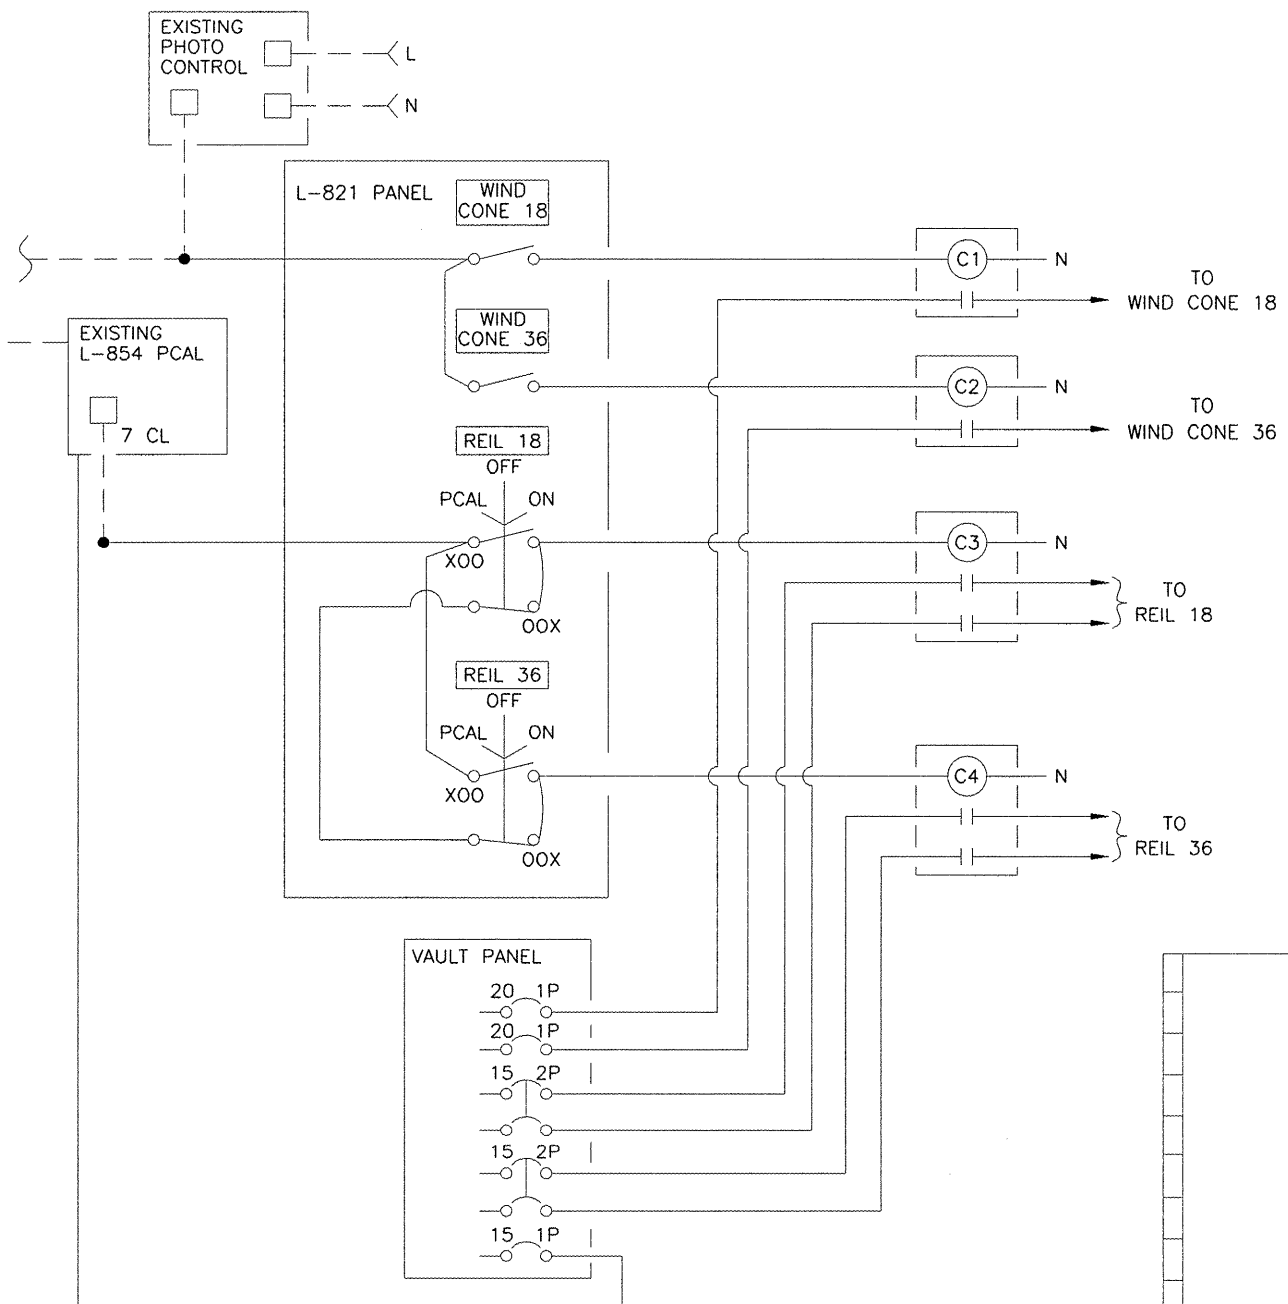 EXISTING
PHOTO
CONTROL
L
N
L-821 PANEL
WIND
CONE 18
C1
N
TO
WIND CONE 18
WIND
CONE 36
EXISTING
L-854 PCAL
7 CL
C2
N
TO
WIND CONE 36
REIL 18
OFF
PCAL
ON
XOO
OOX
C3
N
TO
REIL 18
REIL 36
OFF
PCAL
ON
XOO
OOX
C4
N
TO
REIL 36
VAULT PANEL
20 1P
20 1P
15 2P
15 2P
15 1P